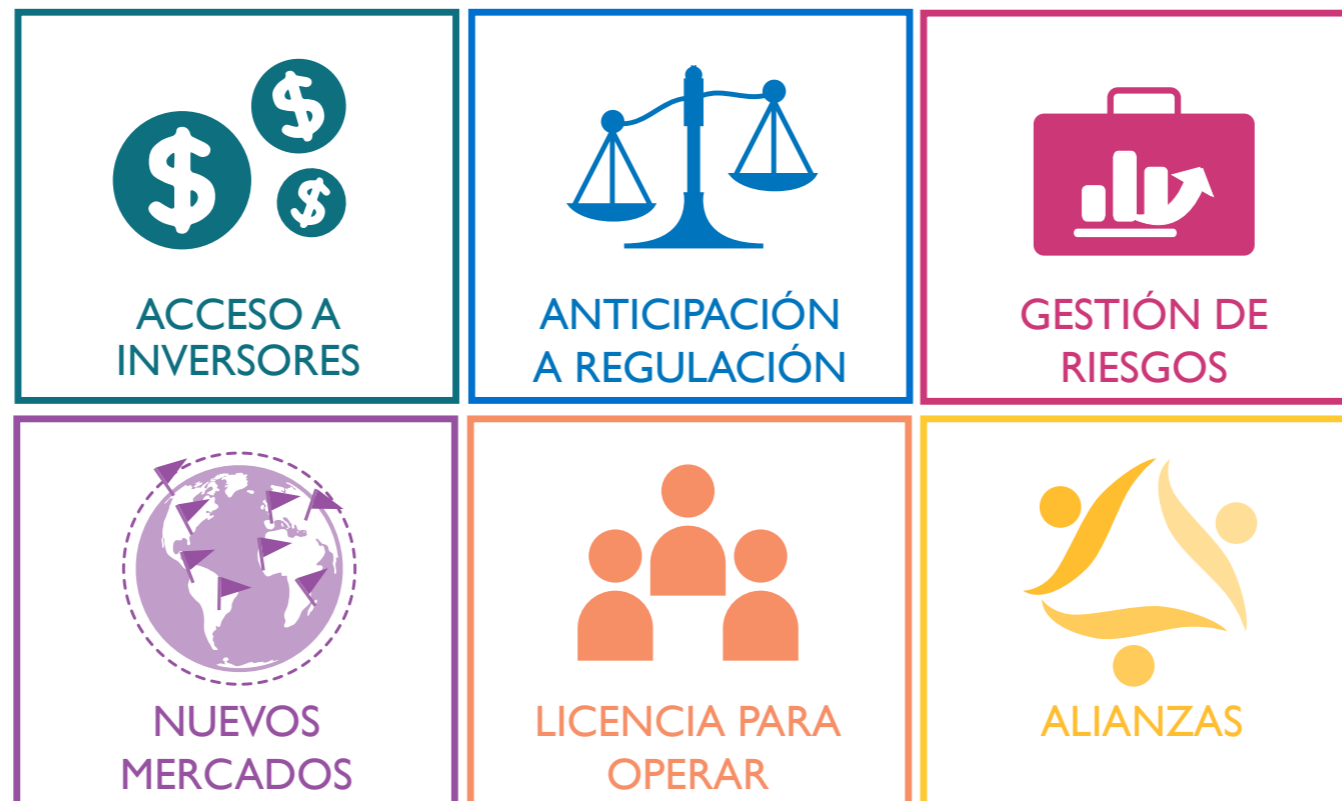 ACCESO A
INVERSORES
ANTICIPACIÓN
A REGULACIÓN
GESTIÓN DE
RIESGOS
NUEVOS
MERCADOS
LICENCIA PARA
OPERAR
ALIANZAS